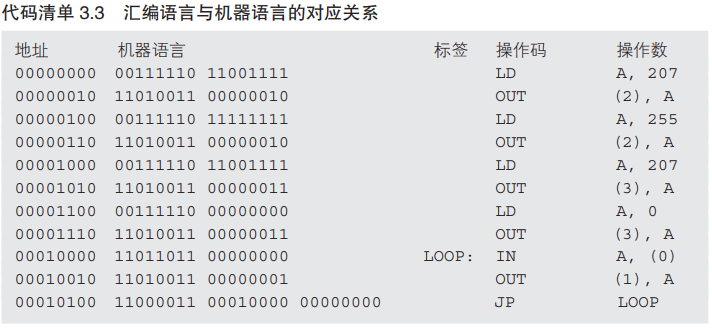 代码清单 3.3 汇编语言与机器语言的对应关系
地址 机器语言 标签 操作码 操作数
00000000 00111110 11001111 LD A, 207
00000010 11010011 00000010 OUT (2), A
00000100 00111110 11111111 LD A, 255
00000110 11010011 00000010 OUT (2), A
00001000 00111110 11001111 LD A, 207
00001010 11010011 00000011 OUT (3), A
00001100 00111110 00000000 LD A, 0
00001110 11010011 00000011 OUT (3), A
00010000 11011011 00000000 LOOP: IN A, (0)
00010010 11010011 00000001 OUT (1), A
00010100 11000011 00010000 00000000 JP LOOP